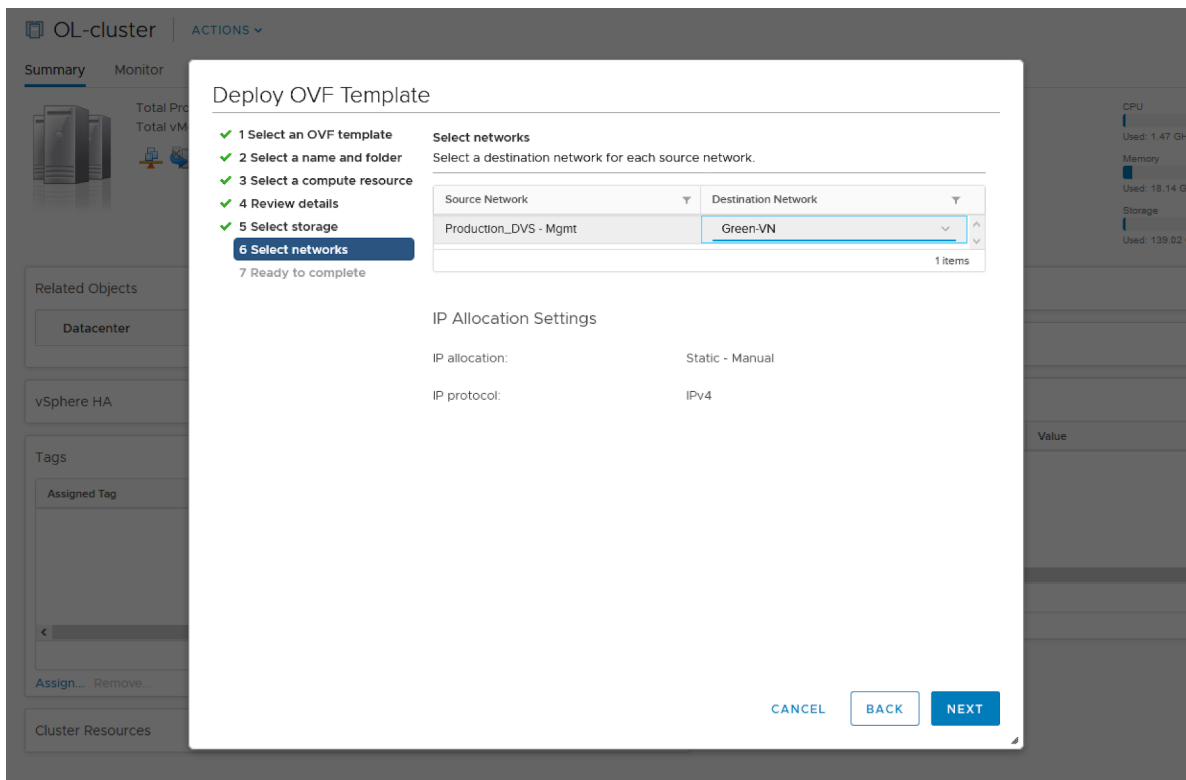 OL-cluster
ACTIONS
Summary Monitor
Total Pro
Total vM
CPU
Used: 1.47 GH
Memory
Used: 18.14 G
Storage
Used: 139.02
Deploy OVF Template
1 Select an OVF template
2 Select a name and folder
3 Select a compute resource
4 Review details
5 Select storage
6 Select networks
7 Ready to complete
Select networks
Select a destination network for each source network.
Source Network Destination Network
Production_DVS - Mgmt Green-VN
1 items
IP Allocation Settings
IP allocation: Static - Manual
IP protocol: IPv4
CANCEL BACK NEXT
Related Objects
Datacenter
vSphere HA
Tags
Assigned Tag
Value
Assign... Remove...
Cluster Resources